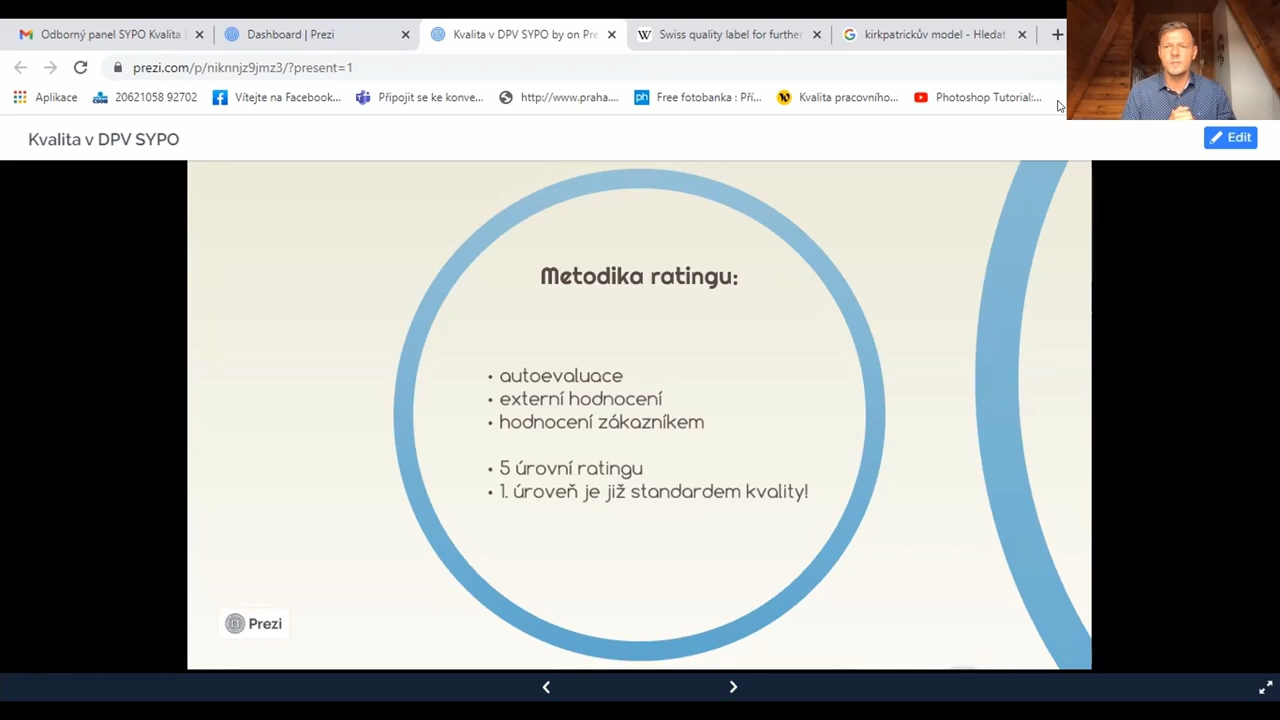 Odborný panel SYPO Kvalita
Dashboard | Prezi
Kvalita v DPV SYPO by on Pre
Swiss quality label for further
kirkpatrickův model - Hledat
prezi.com/p/niknnjz9jmz3/?present=1
Aplikace
20621058 92702
Vítejte na Facebook...
Připojit se ke konve...
http://www.praha....
Free fotobanka : Pří...
Kvalita pracovního...
Photoshop Tutorial:...
Kvalita v DPV SYPO
Edit
Metodika ratingu:
• autoevaluace
• externí hodnocení
• hodnocení zákazníkem
• 5 úrovní ratingu
• 1. úroveň je již standardem kvality!
Prezi